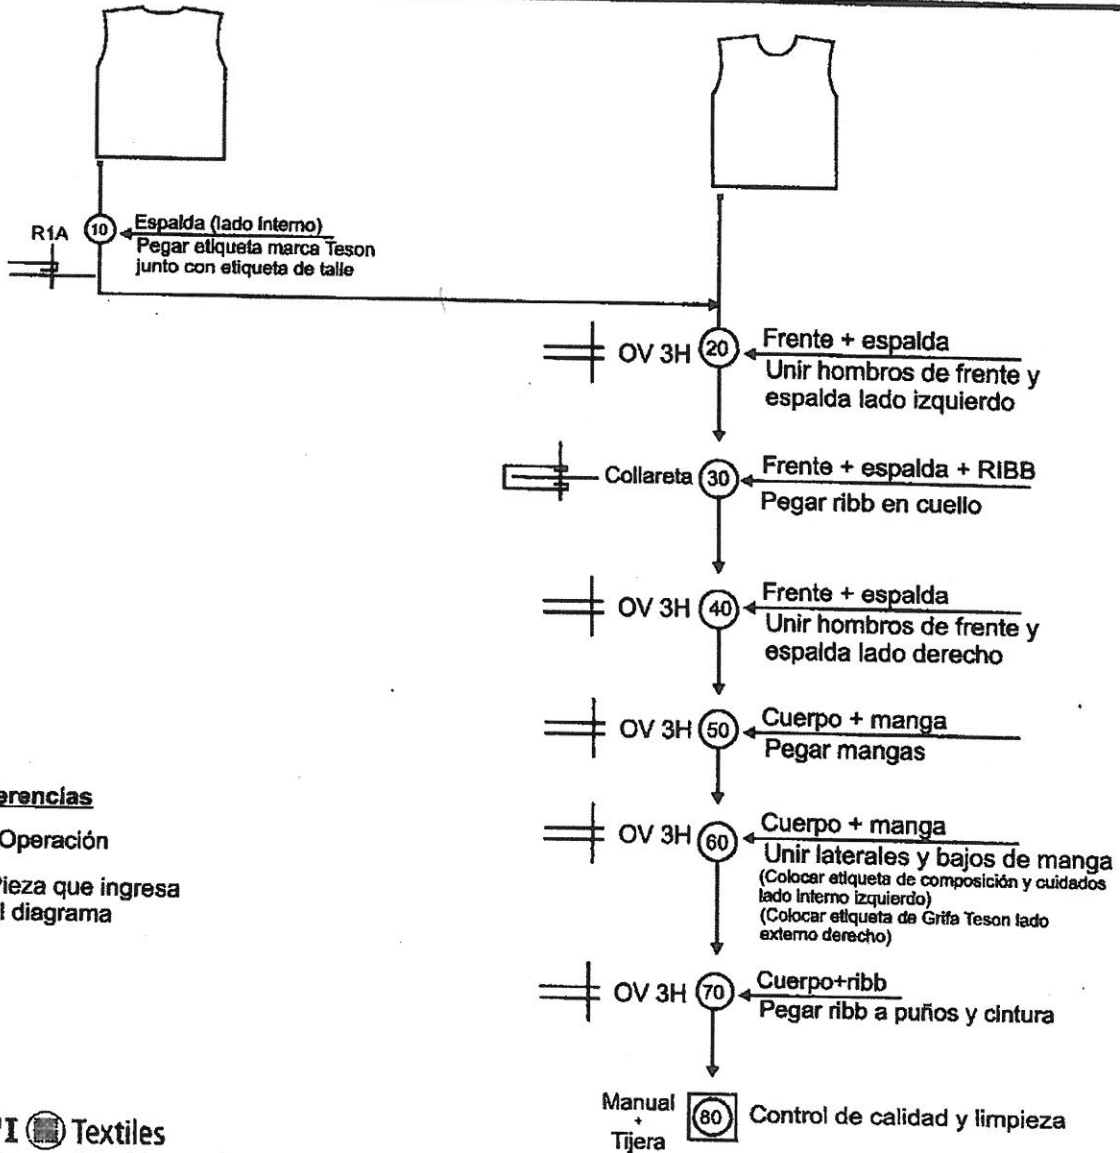 R1A
10
Espalda (lado Interno)
Pegar etiqueta marca Teson
junto con etiqueta de talle
OV 3H
20
Frente + espalda
Unir hombros de frente y
espalda lado izquierdo
Collareta
30
Frente + espalda + RIBB
Pegar ribb en cuello
OV 3H
40
Frente + espalda
Unir hombros de frente y
espalda lado derecho
OV 3H
50
Cuerpo + manga
Pegar mangas
OV 3H
60
Cuerpo + manga
Unir laterales y bajos de manga
(Colocar etiqueta de composición y cuidados
lado Interno izquierdo)
(Colocar etiqueta de Grifa Teson lado
externo derecho)
OV 3H
70
Cuerpo+ribb
Pegar ribb a puños y cintura
Manual
+
Tijera
80
Control de calidad y limpieza
erencias
Operación
Pieza que ingresa
l diagrama
TI Textiles